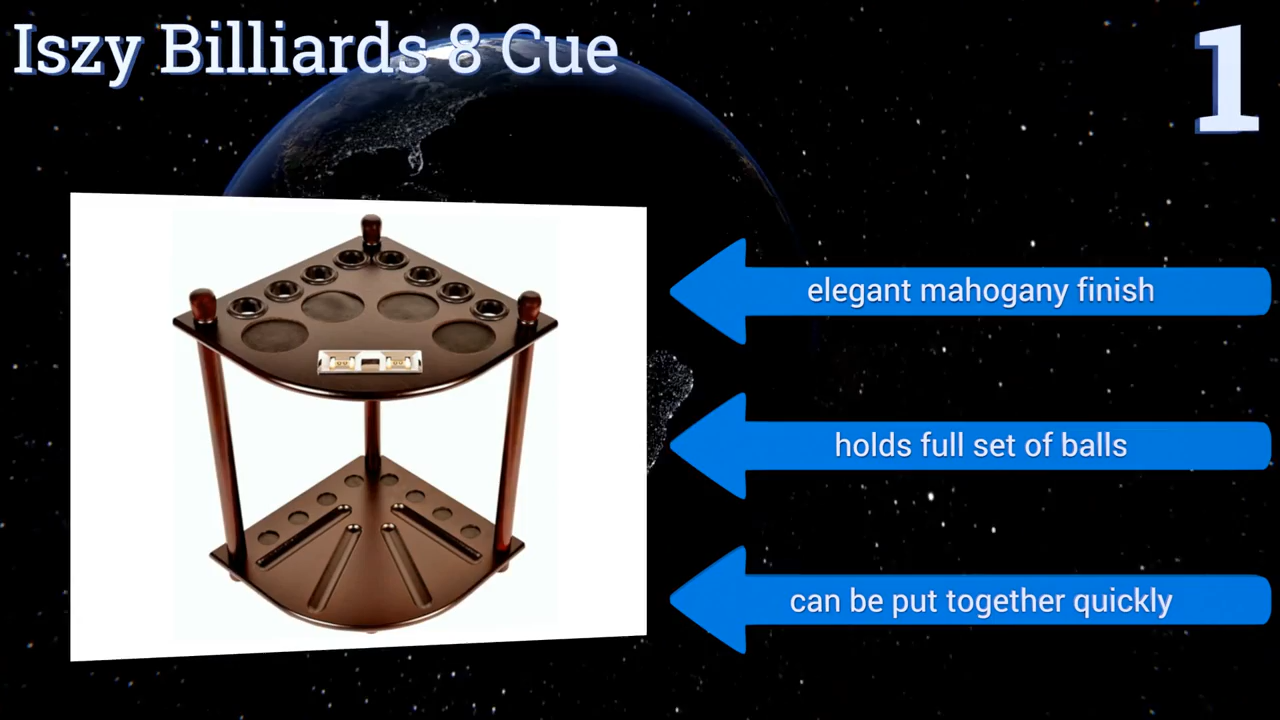 Iszy Billiards 8 Cue
1
elegant mahogany finish
holds full set of balls
can be put together quickly